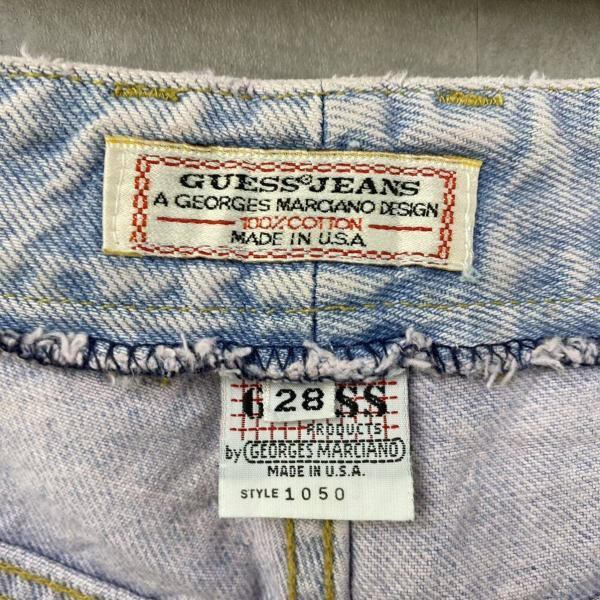 GUESS® JEANS
A GEORGES MARCIANO DESIGN
100% COTTON
MADE IN U.S.A.
G 28 SS
PRODUCTS
by GEORGES MARCIANO
MADE IN U.S.A.
STYLE 1050